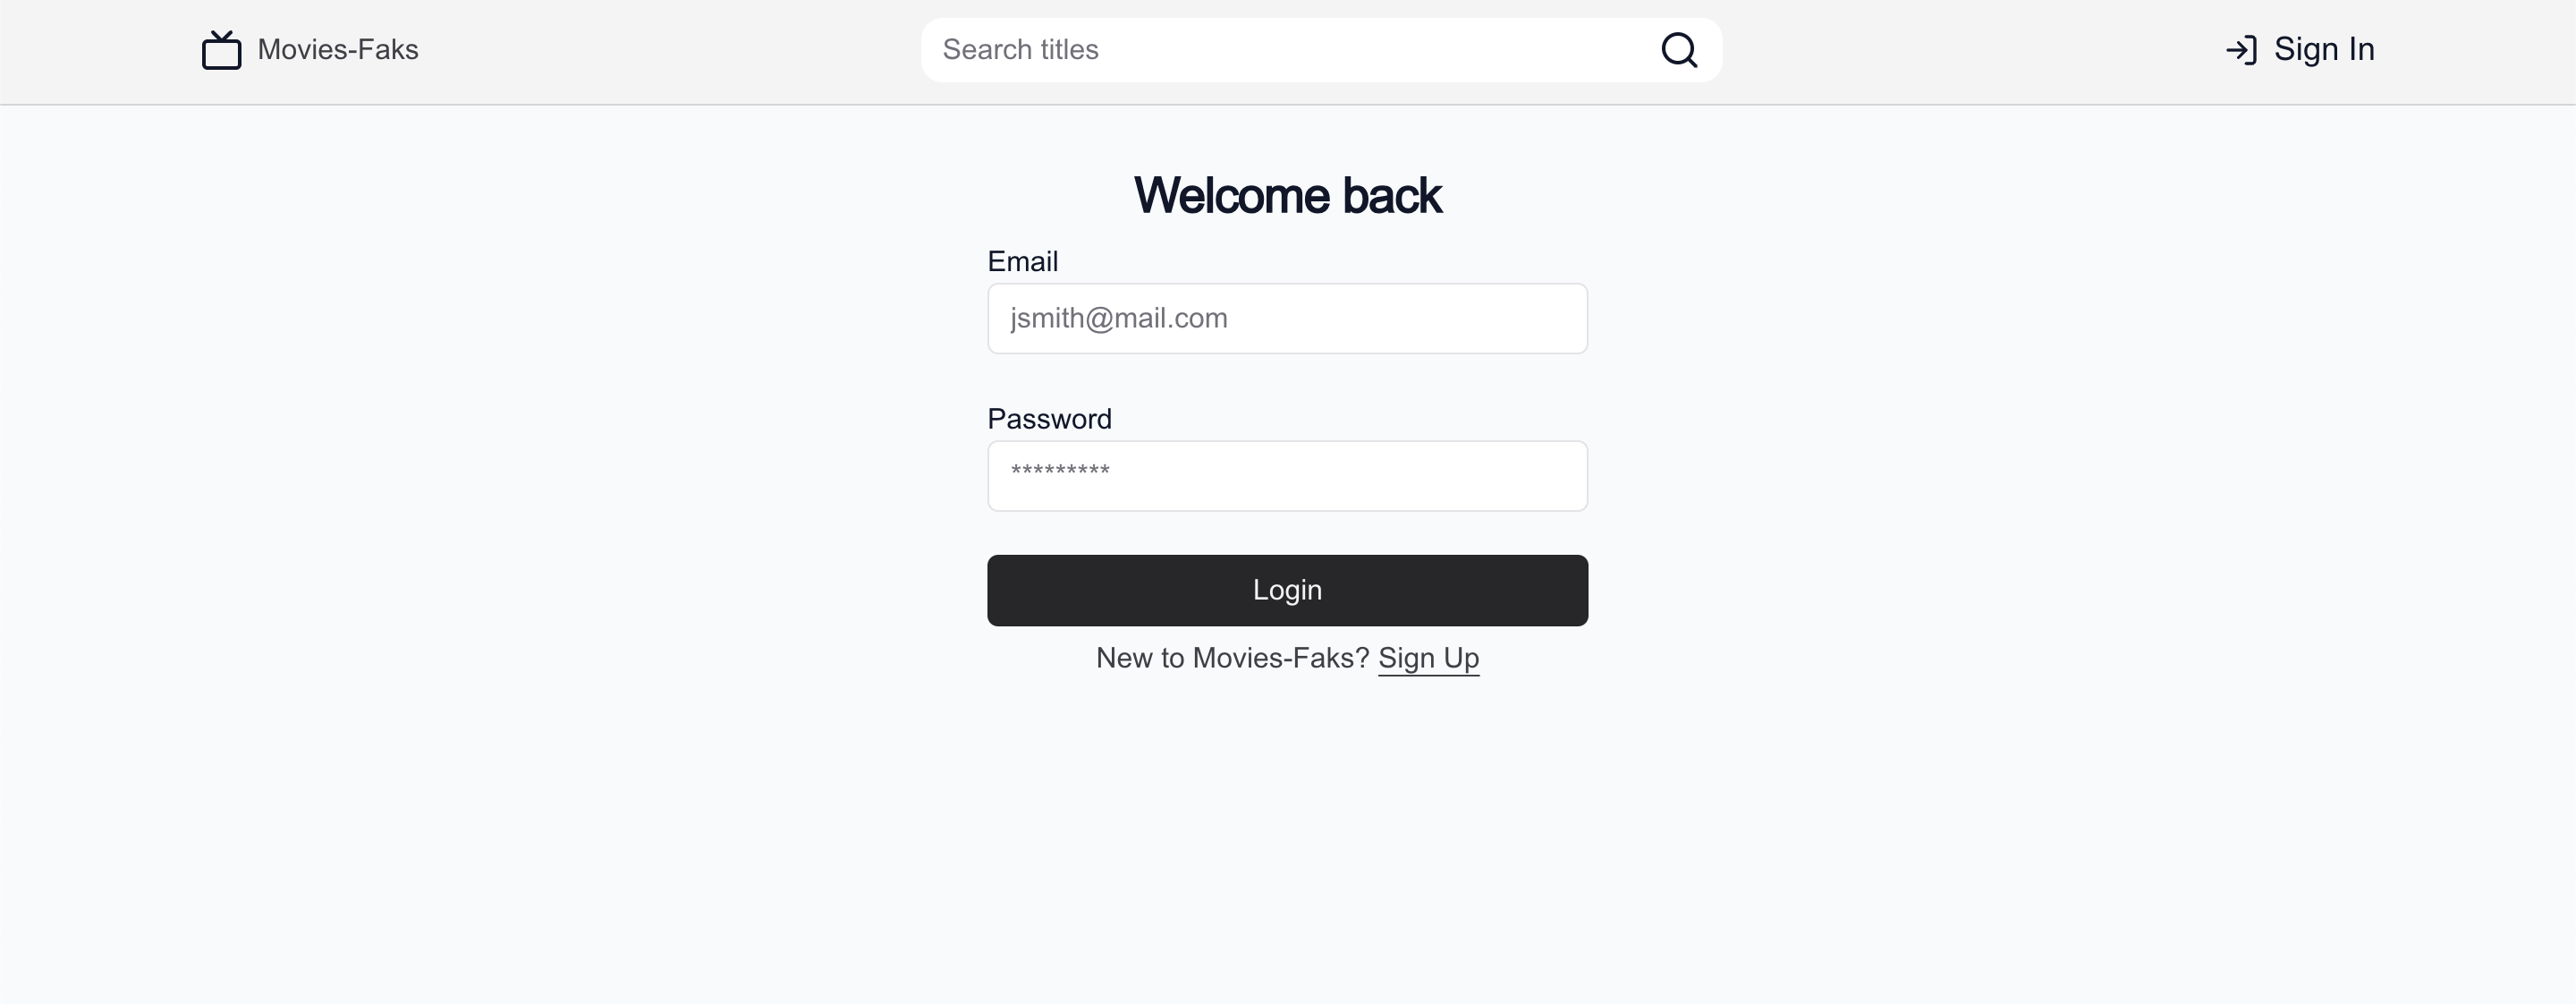 Movies-Faks
Search titles
Sign In
Welcome back
Email
jsmith@mail.com
Password
*********
Login
New to Movies-Faks? Sign Up